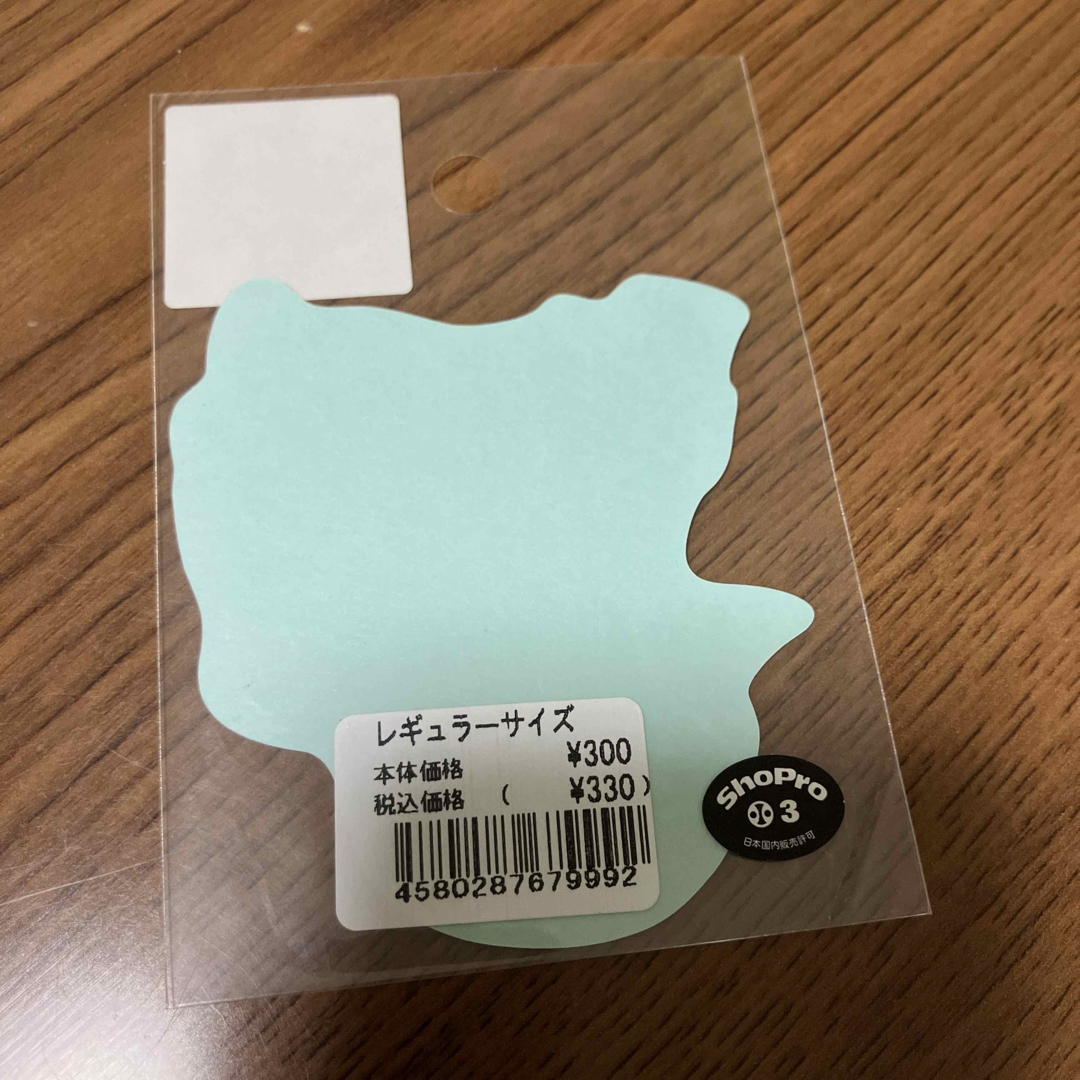 レギュラーサイズ
本体価格 ¥300
税込価格 ( ¥330)
4580287679992
ShoPro
3
日本国内販売許可